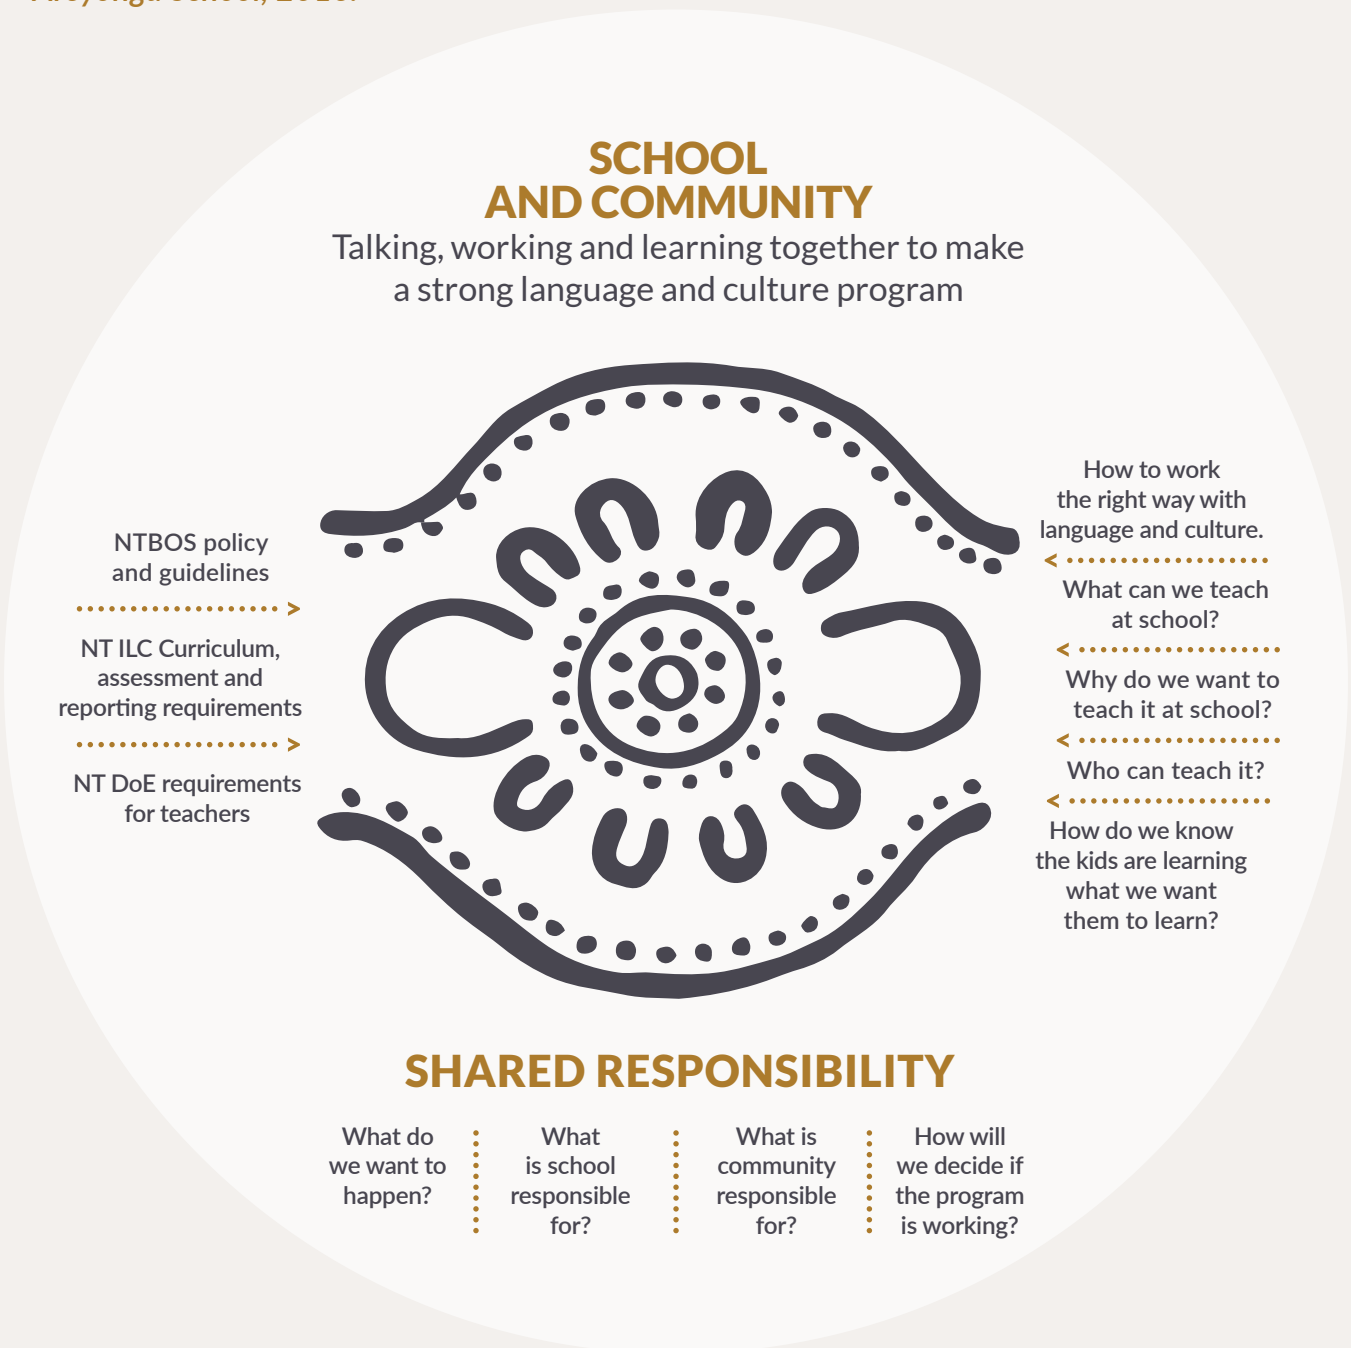 School, 2018.
SCHOOL
AND COMMUNITY
Talking, working and learning together to make
a strong language and culture program
NTBOS policy
and guidelines
NT ILC Curriculum,
assessment and
reporting requirements
NT DoE requirements
for teachers
How to work
the right way with
language and culture.
What can we teach
at school?
Why do we want to
teach it at school?
Who can teach it?
How do we know
the kids are learning
what we want
them to learn?
SHARED RESPONSIBILITY
What do
we want to
happen?
What
is school
responsible
for?
What is
community
responsible
for?
How will
we decide if
the program
is working?